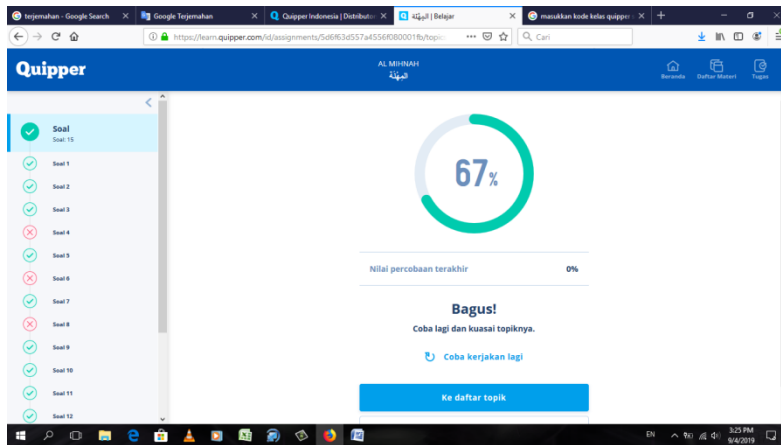 terjemahan - Google Search
Google Terjemahan
Quipper Indonesia | Distributor
المِهْنَة | Belajar
masukkan kode kelas quipper
https://learn.quipper.com/id/assignments/5d6f63d557a4556f080001fb/topic
Cari
Quipper
AL MIHNAH
المِهْنَة
Beranda
Daftar Materi
Tugas
Soal
Soal: 15
Soal 1
Soal 2
Soal 3
Soal 4
Soal 5
Soal 6
Soal 7
Soal 8
Soal 9
Soal 10
Soal 11
Soal 12
67%
Nilai percobaan terakhir 0%
Bagus!
Coba lagi dan kuasai topiknya.
Coba kerjakan lagi
Ke daftar topik
EN
3:25 PM
9/4/2019